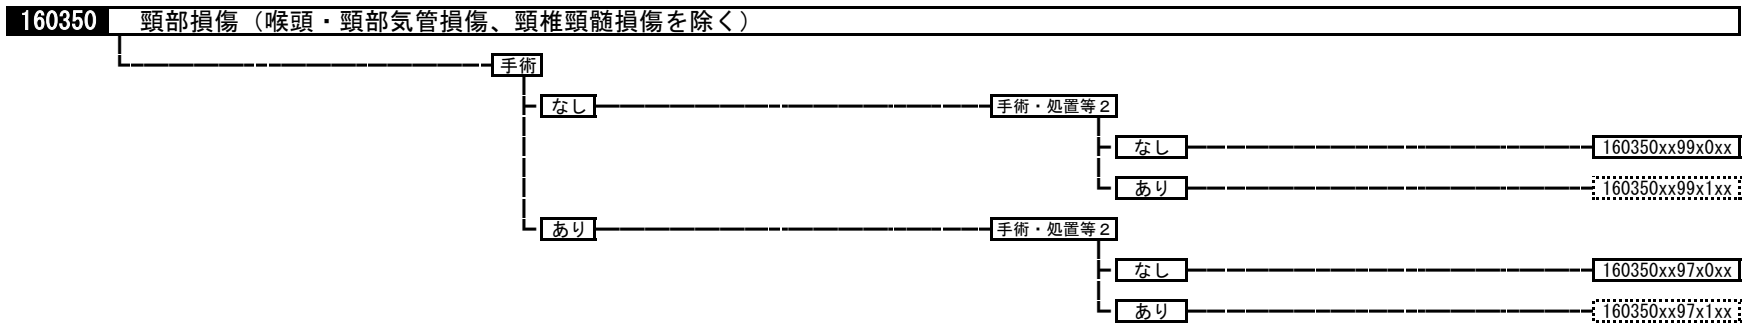 160350 頸部損傷（喉頭・頸部気管損傷、頸椎頸髄損傷を除く）
手術
なし 手術・処置等２
なし 160350xx99x0xx
あり 160350xx99x1xx
あり 手術・処置等２
なし 160350xx97x0xx
あり 160350xx97x1xx